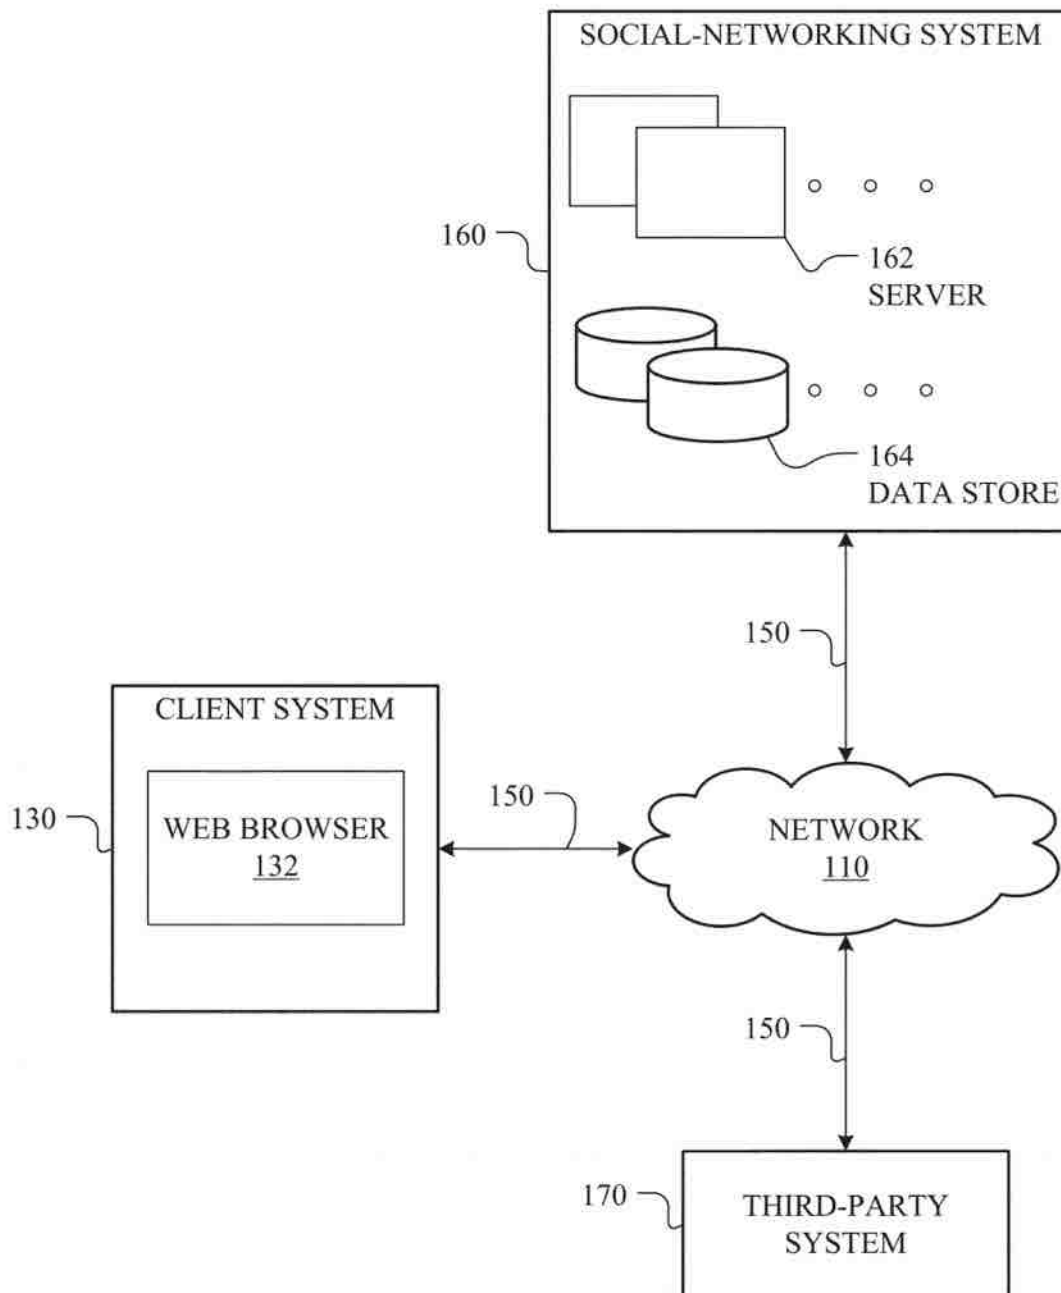 SOCIAL-NETWORKING SYSTEM
160
162
SERVER
164
DATA STORE
150
CLIENT SYSTEM
130
WEB BROWSER
132
150
NETWORK
110
150
170
THIRD-PARTY
SYSTEM